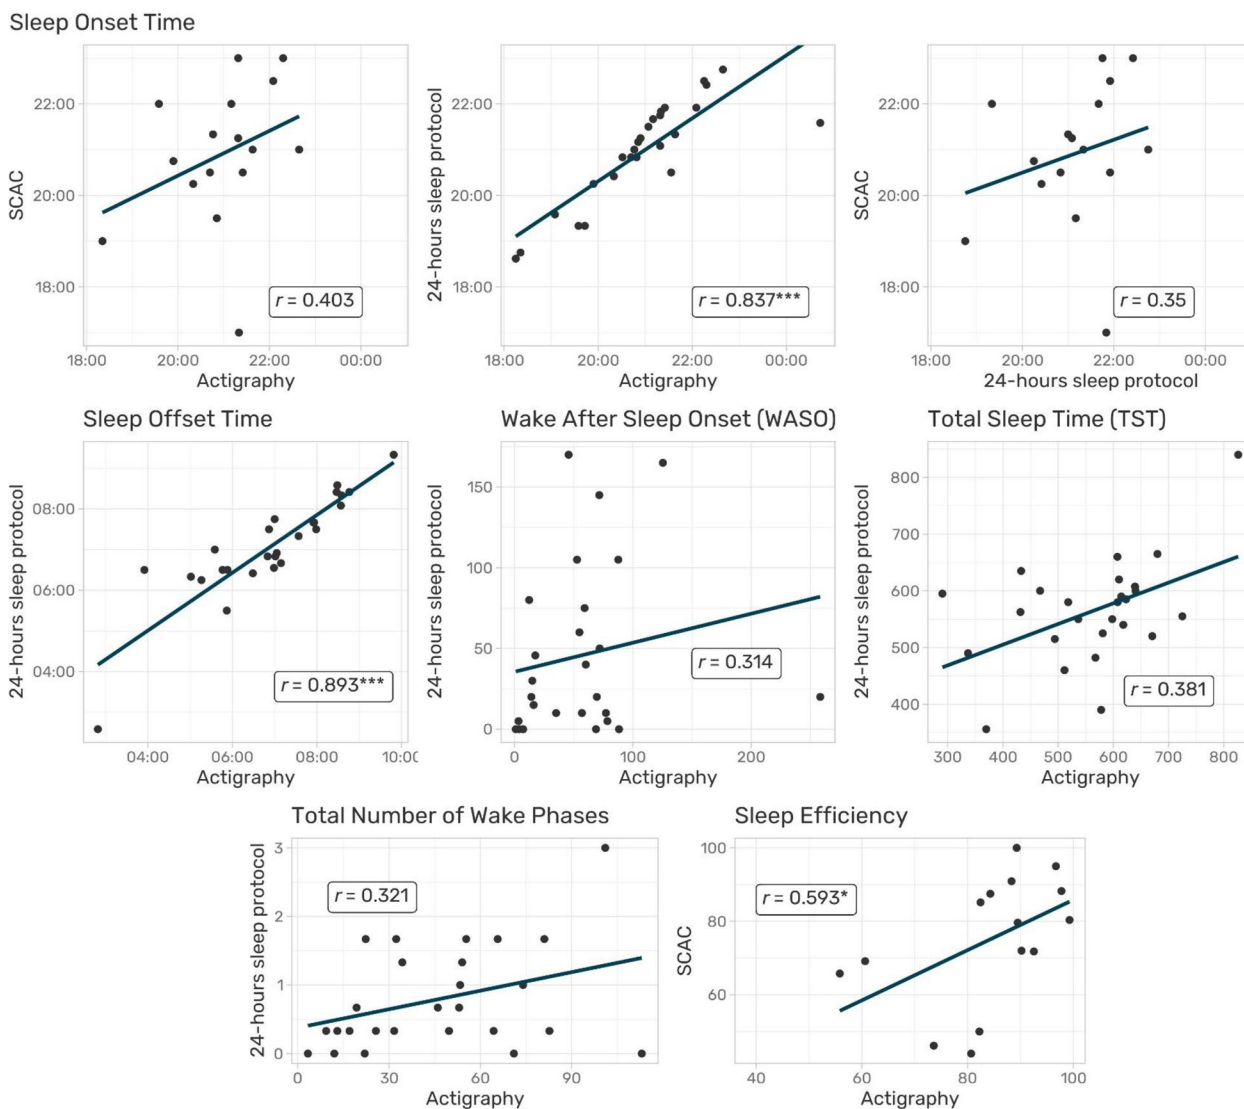 Sleep Onset Time
SCAC
22:00
20:00
18:00
r = 0.403
18:00 20:00 22:00 00:00
Actigraphy
24-hours sleep protocol
22:00
20:00
18:00
r = 0.837***
18:00 20:00 22:00 00:00
Actigraphy
SCAC
22:00
20:00
18:00
r = 0.35
18:00 20:00 22:00 00:00
24-hours sleep protocol
Sleep Offset Time
24-hours sleep protocol
08:00
06:00
04:00
r = 0.893***
04:00 06:00 08:00 10:00
Actigraphy
Wake After Sleep Onset (WASO)
24-hours sleep protocol
150
100
50
0
r = 0.314
0 100 200
Actigraphy
Total Sleep Time (TST)
24-hours sleep protocol
800
700
600
500
400
r = 0.381
300 400 500 600 700 800
Actigraphy
Total Number of Wake Phases
24-hours sleep protocol
3
2
1
0
r = 0.321
0 30 60 90
Actigraphy
Sleep Efficiency
SCAC
100
80
60
r = 0.593*
40 60 80 100
Actigraphy